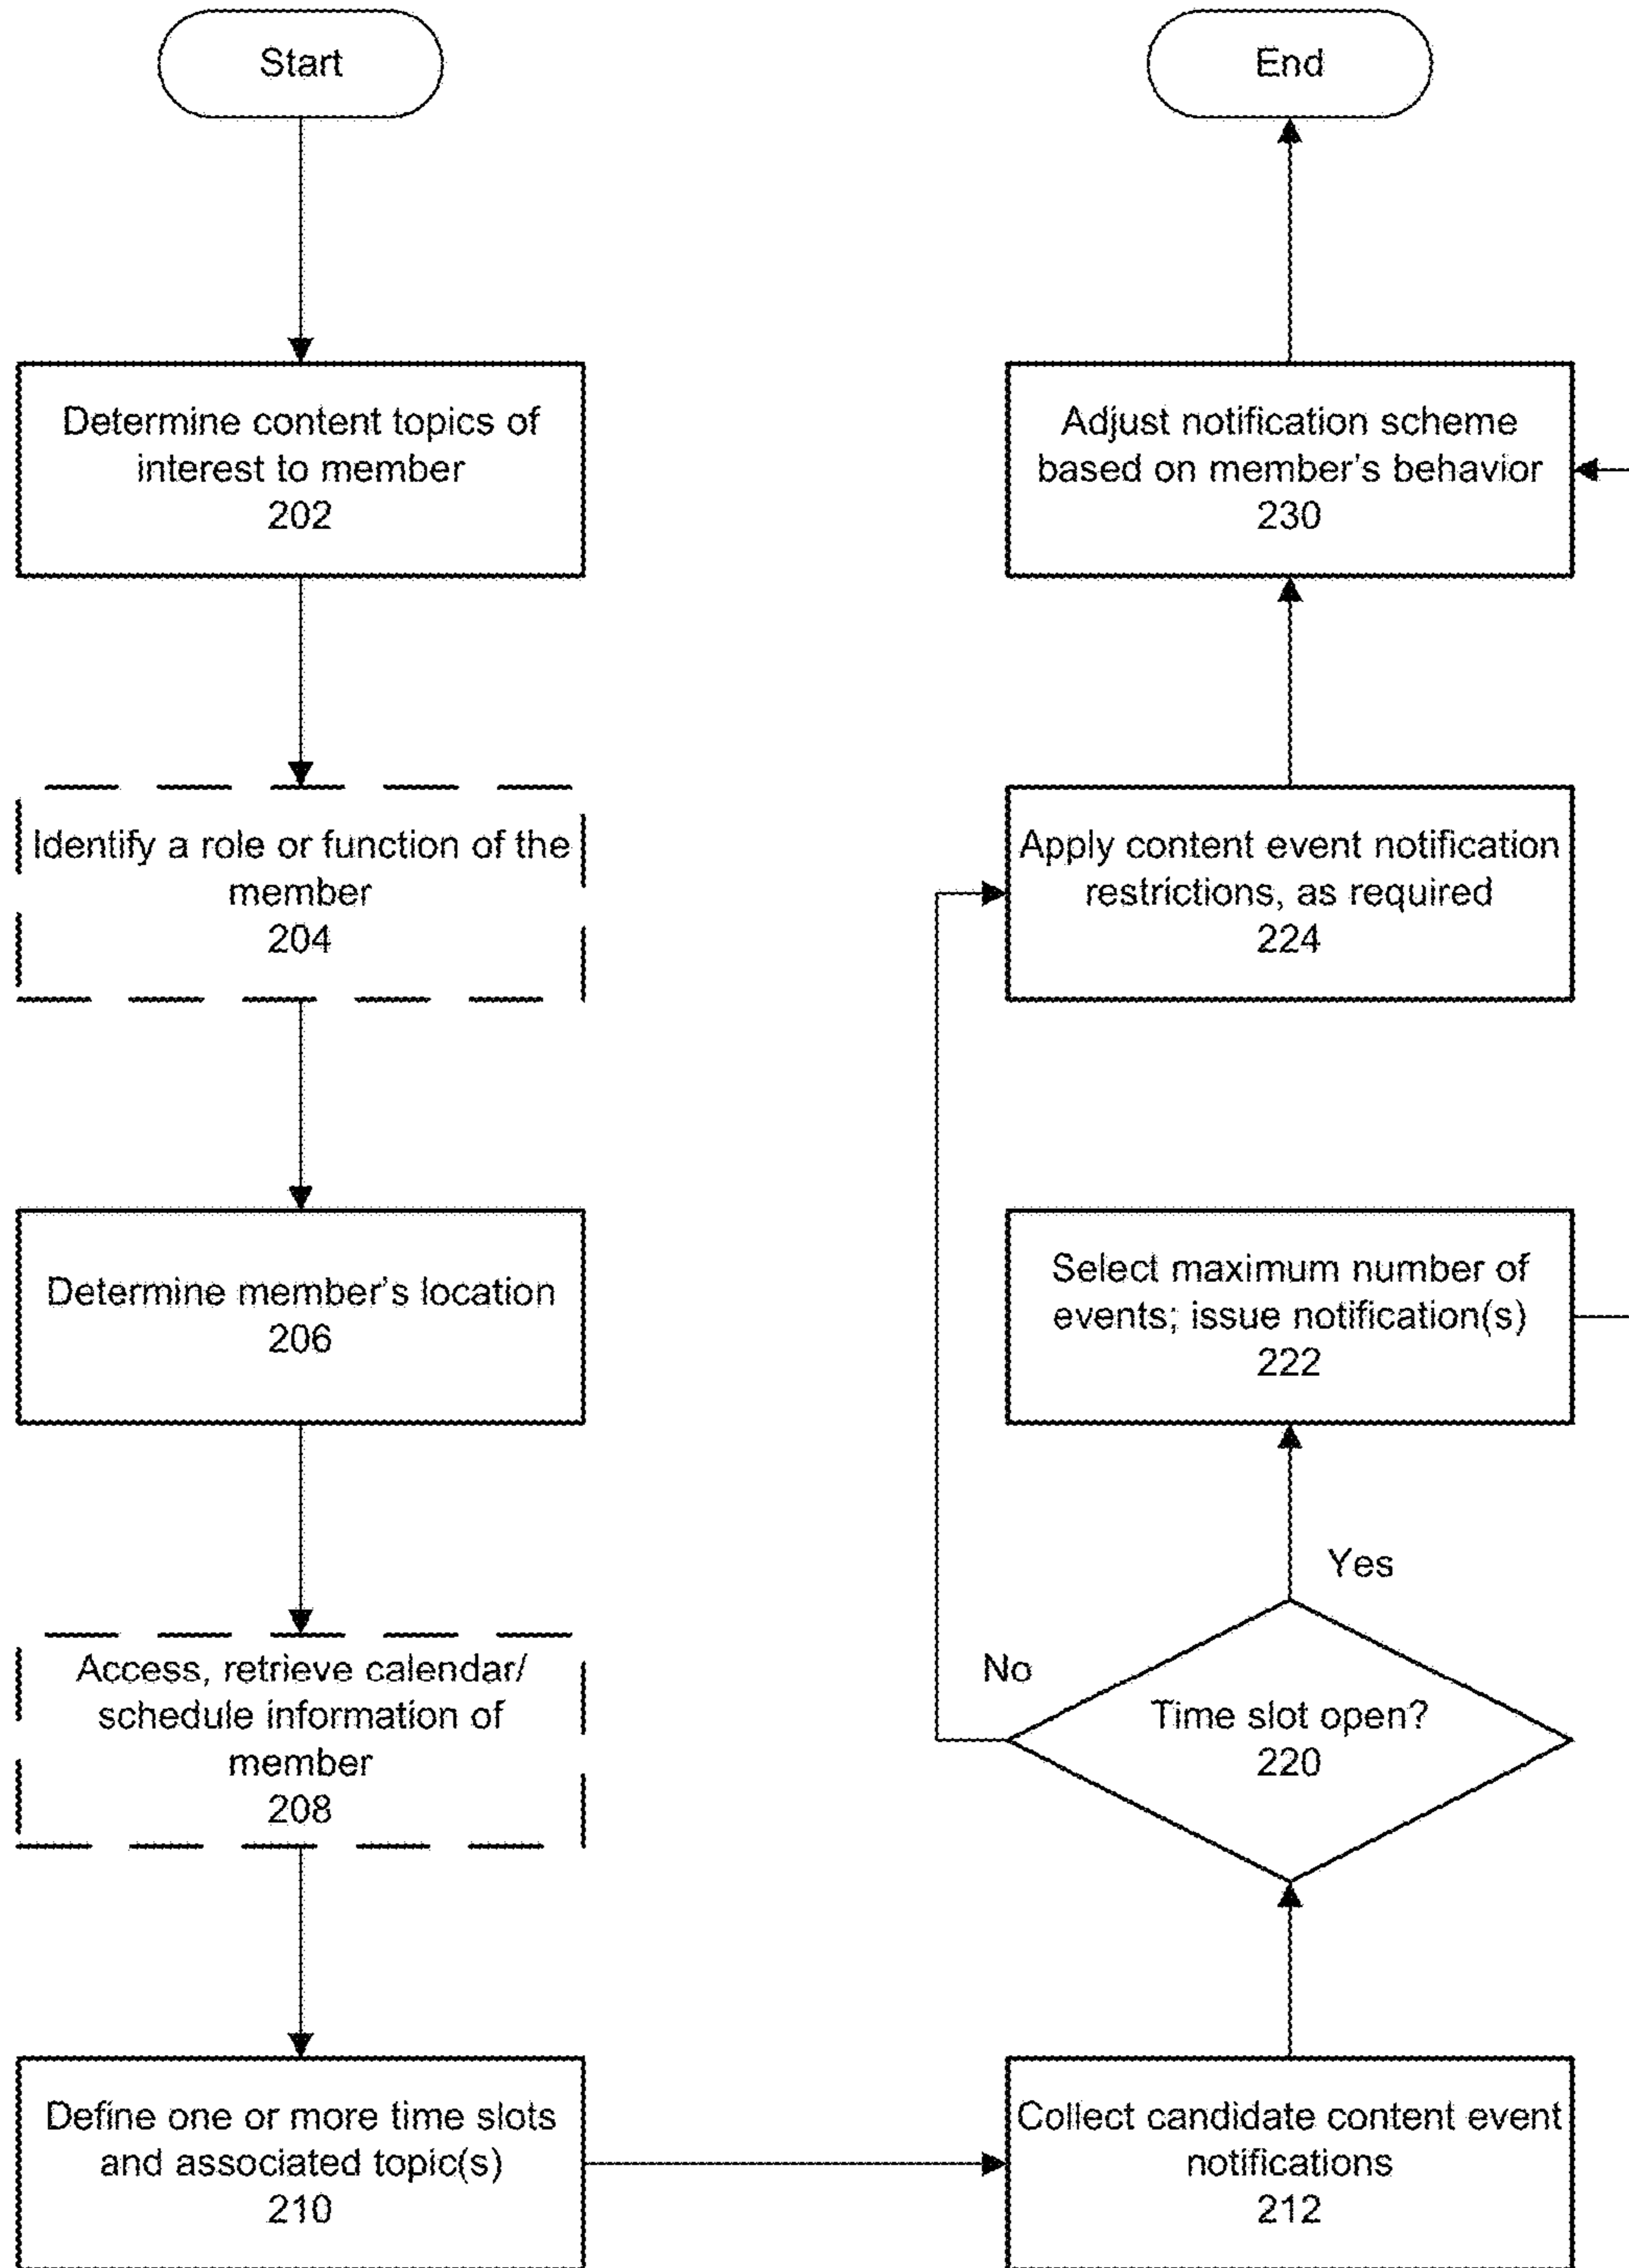 Start
Determine content topics of
interest to member
202
Identify a role or function of the
member
204
Determine member's location
206
Access, retrieve calendar/
schedule information of
member
208
Define one or more time slots
and associated topic(s)
210
Collect candidate content event
notifications
212
Time slot open?
220
Yes
No
Select maximum number of
events; issue notification(s)
222
Apply content event notification
restrictions, as required
224
Adjust notification scheme
based on member's behavior
230
End